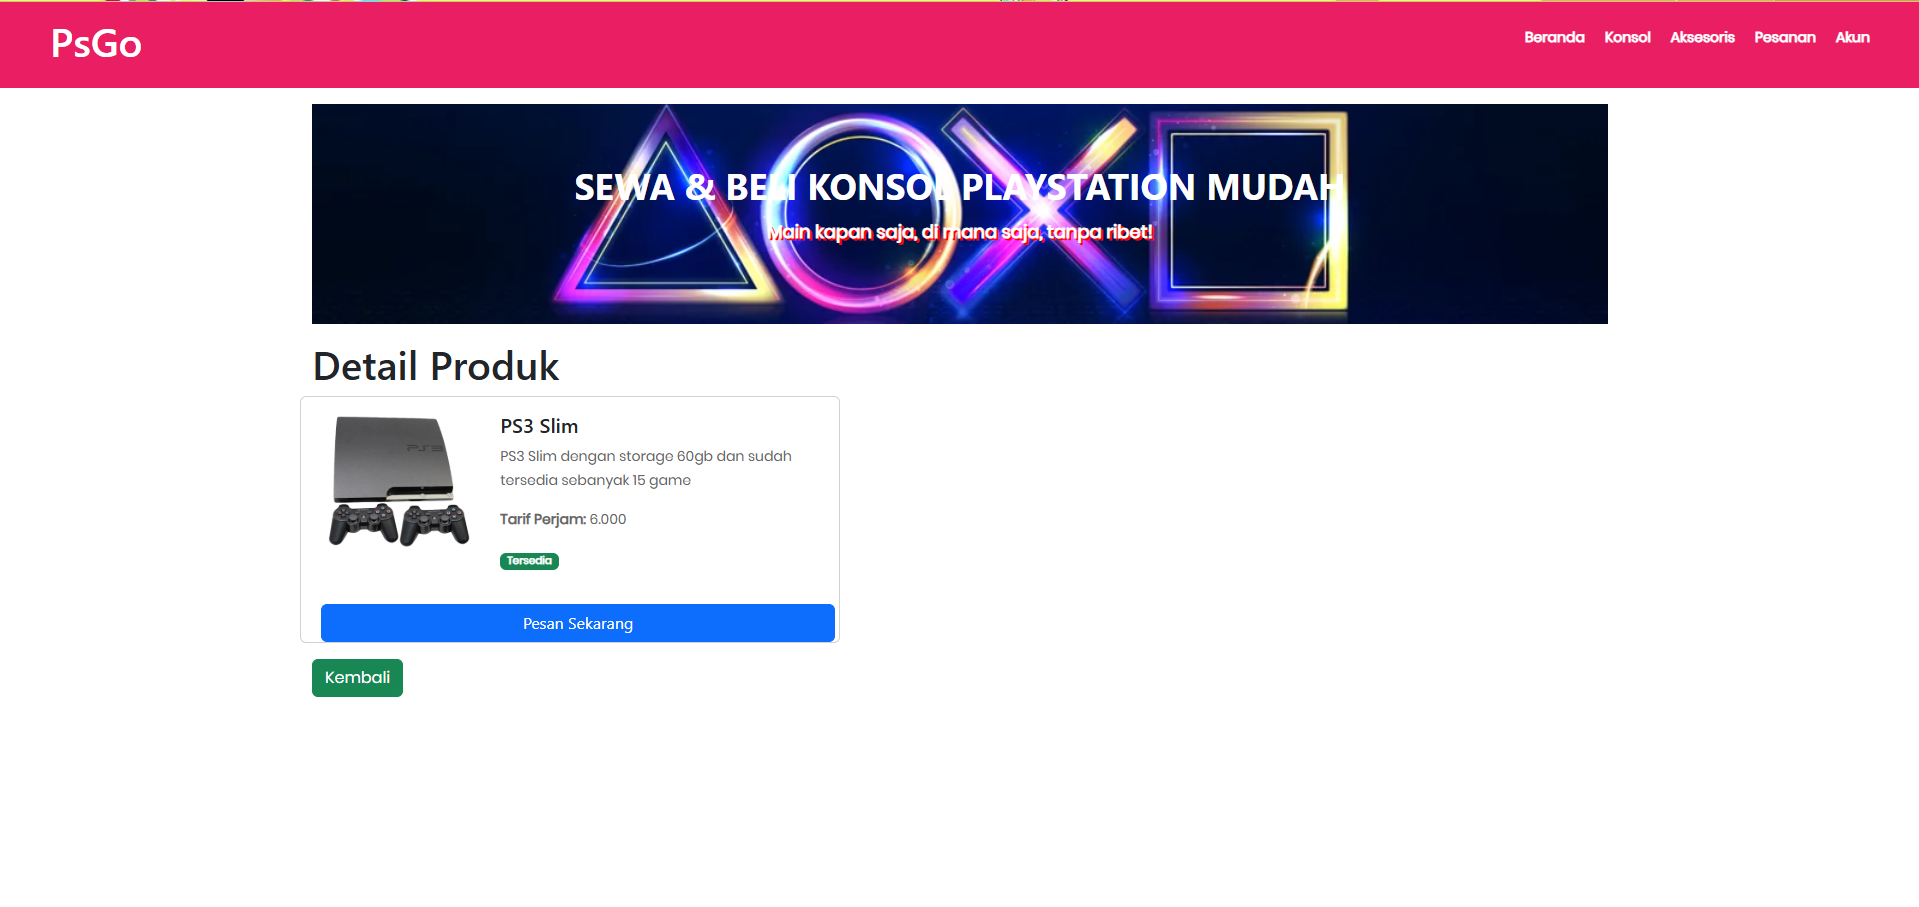 PsGo
Beranda Konsol Aksesoris Pesanan Akun
SEWA & BELI KONSOL PLAYSTATION MUDAH
Main kapan saja, di mana saja, tanpa ribet!
Detail Produk
PS3
PS3 Slim
PS3 Slim dengan storage 60gb dan sudah
tersedia sebanyak 15 game
Tarif Perjam: 6.000
Tersedia
Pesan Sekarang
Kembali